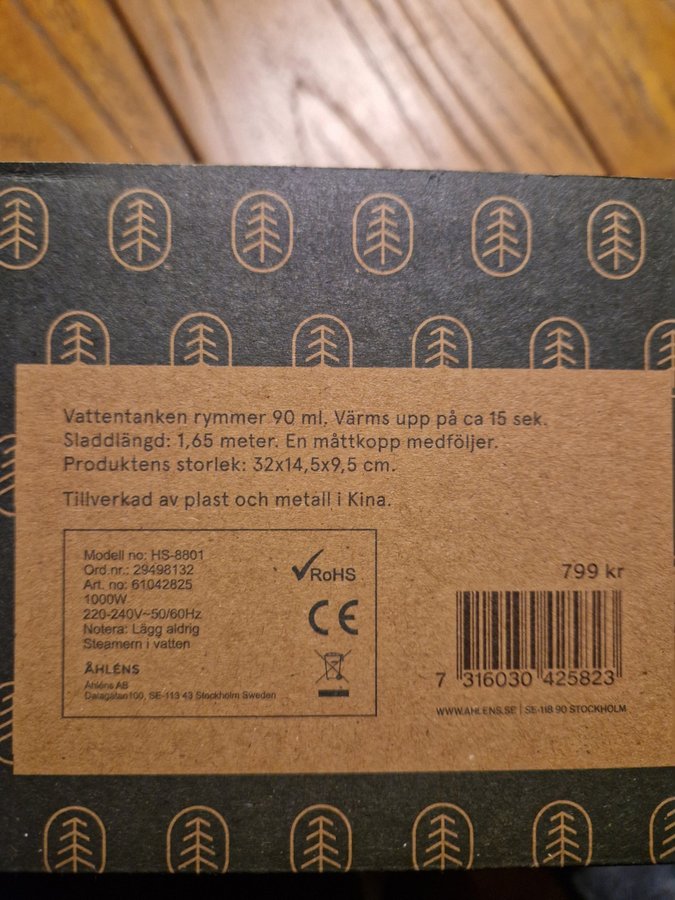 Vattentanken rymmer 90 ml. Värms upp på ca 15 sek.
Sladdlängd: 1,65 meter. En måttkopp medföljer.
Produktens storlek: 32x14,5x9,5 cm.
Tillverkad av plast och metall i Kina.
Modell no: HS-8801
Ord.nr.: 29498132
Art. no: 61042825
1000W
220-240V~50/60Hz
Notera: Lägg aldrig
Steamern i vatten
ÅHLÉNS
Åhléns AB
Dalagatan100, SE-113 43 Stockholm Sweden
RoHS
CE
799 kr
7 316030 425823
WWW.AHLENS.SE | SE-118 90 STOCKHOLM